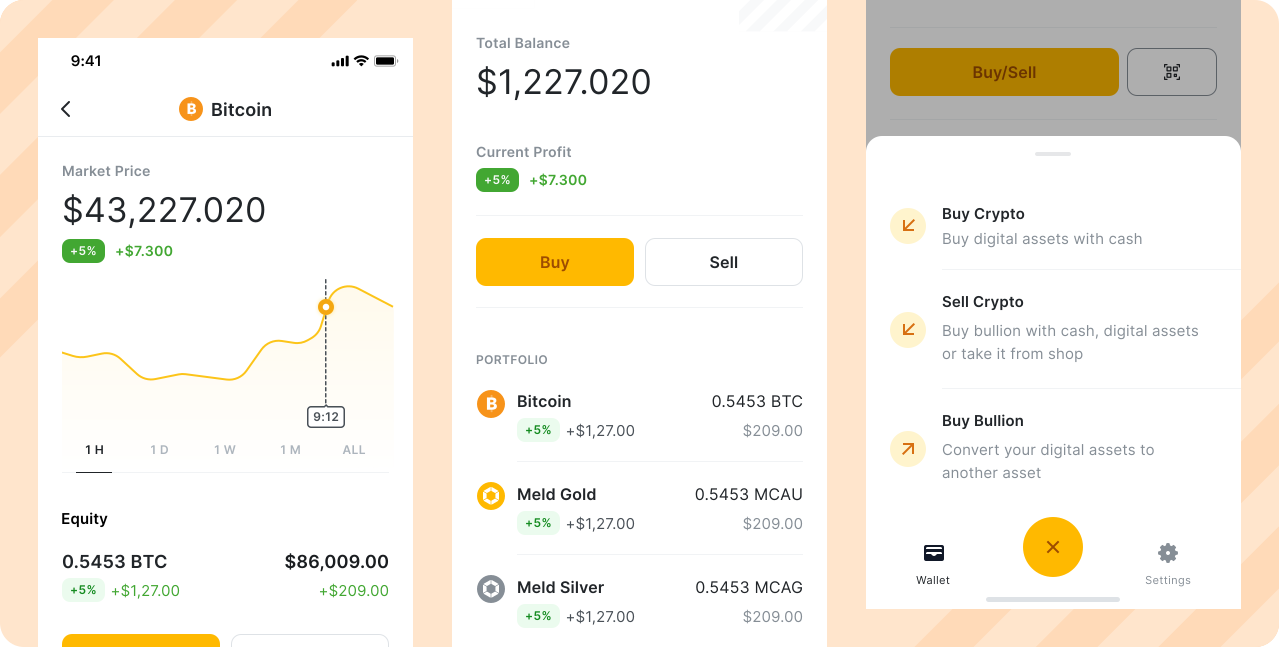 9:41
Bitcoin
Market Price
$43,227.020
+5% +$7.300
9:12
1 H 1 D 1 W 1 M ALL
Equity
0.5453 BTC $86,009.00
+5% +$1,27.00 +$209.00
Total Balance
$1,227.020
Current Profit
+5% +$7.300
Buy Sell
PORTFOLIO
Bitcoin 0.5453 BTC
+5% +$1,27.00 $209.00
Meld Gold 0.5453 MCAU
+5% +$1,27.00 $209.00
Meld Silver 0.5453 MCAG
+5% +$1,27.00 $209.00
Buy/Sell
Buy Crypto
Buy digital assets with cash
Sell Crypto
Buy bullion with cash, digital assets
or take it from shop
Buy Bullion
Convert your digital assets to
another asset
Wallet Settings